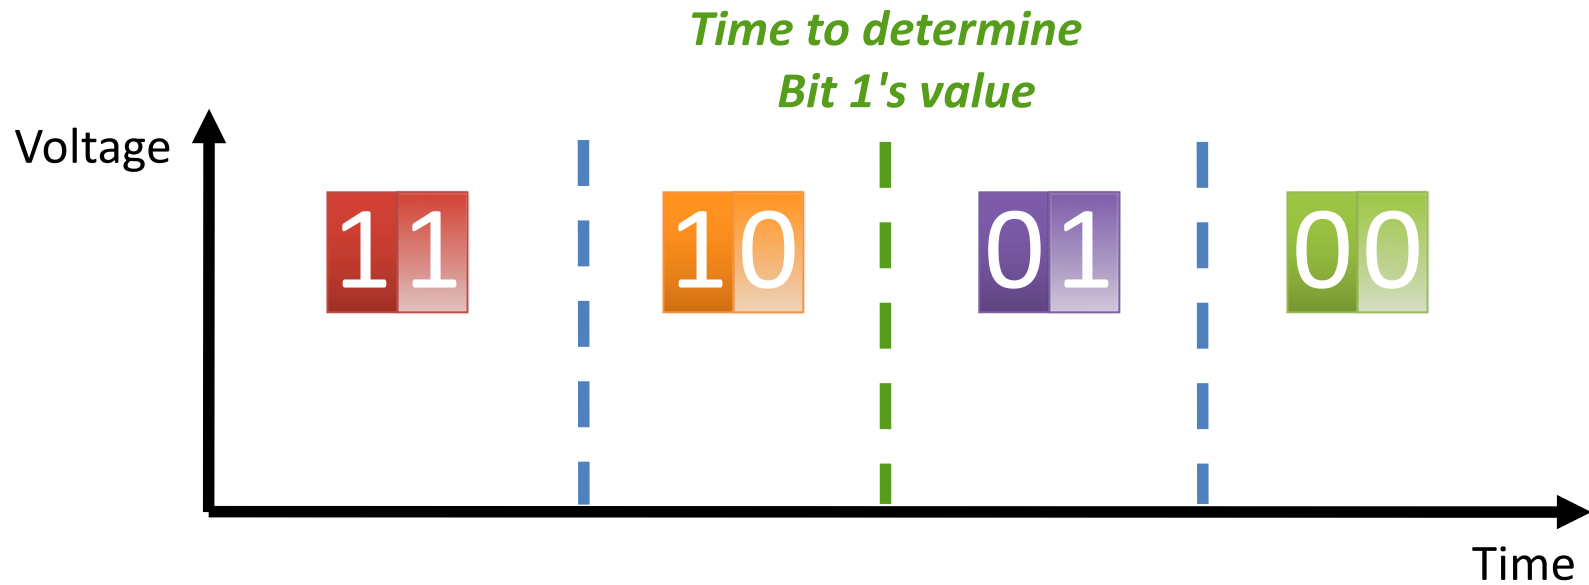 Time to determine
Bit 1's value
Voltage
11 10 01 00
Time